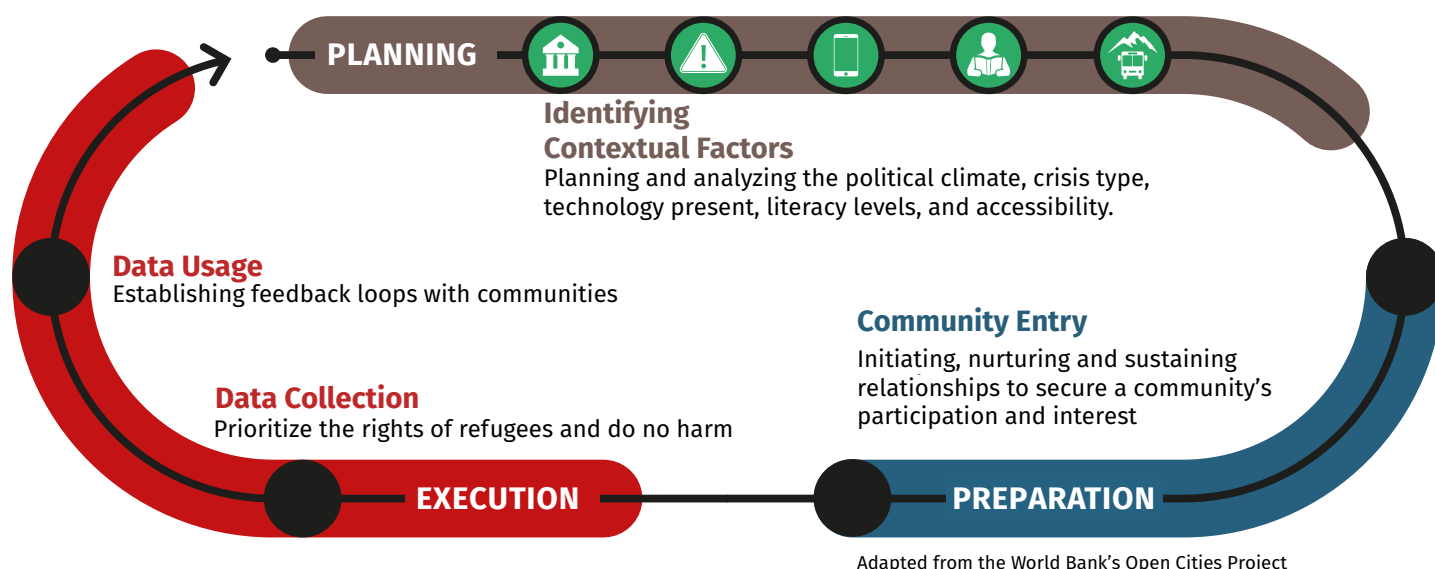 PLANNING
Identifying
Contextual Factors
Planning and analyzing the political climate, crisis type,
technology present, literacy levels, and accessibility.
Data Usage
Establishing feedback loops with communities
Community Entry
Initiating, nurturing and sustaining
relationships to secure a community’s
participation and interest
Data Collection
Prioritize the rights of refugees and do no harm
EXECUTION
PREPARATION
Adapted from the World Bank’s Open Cities Project